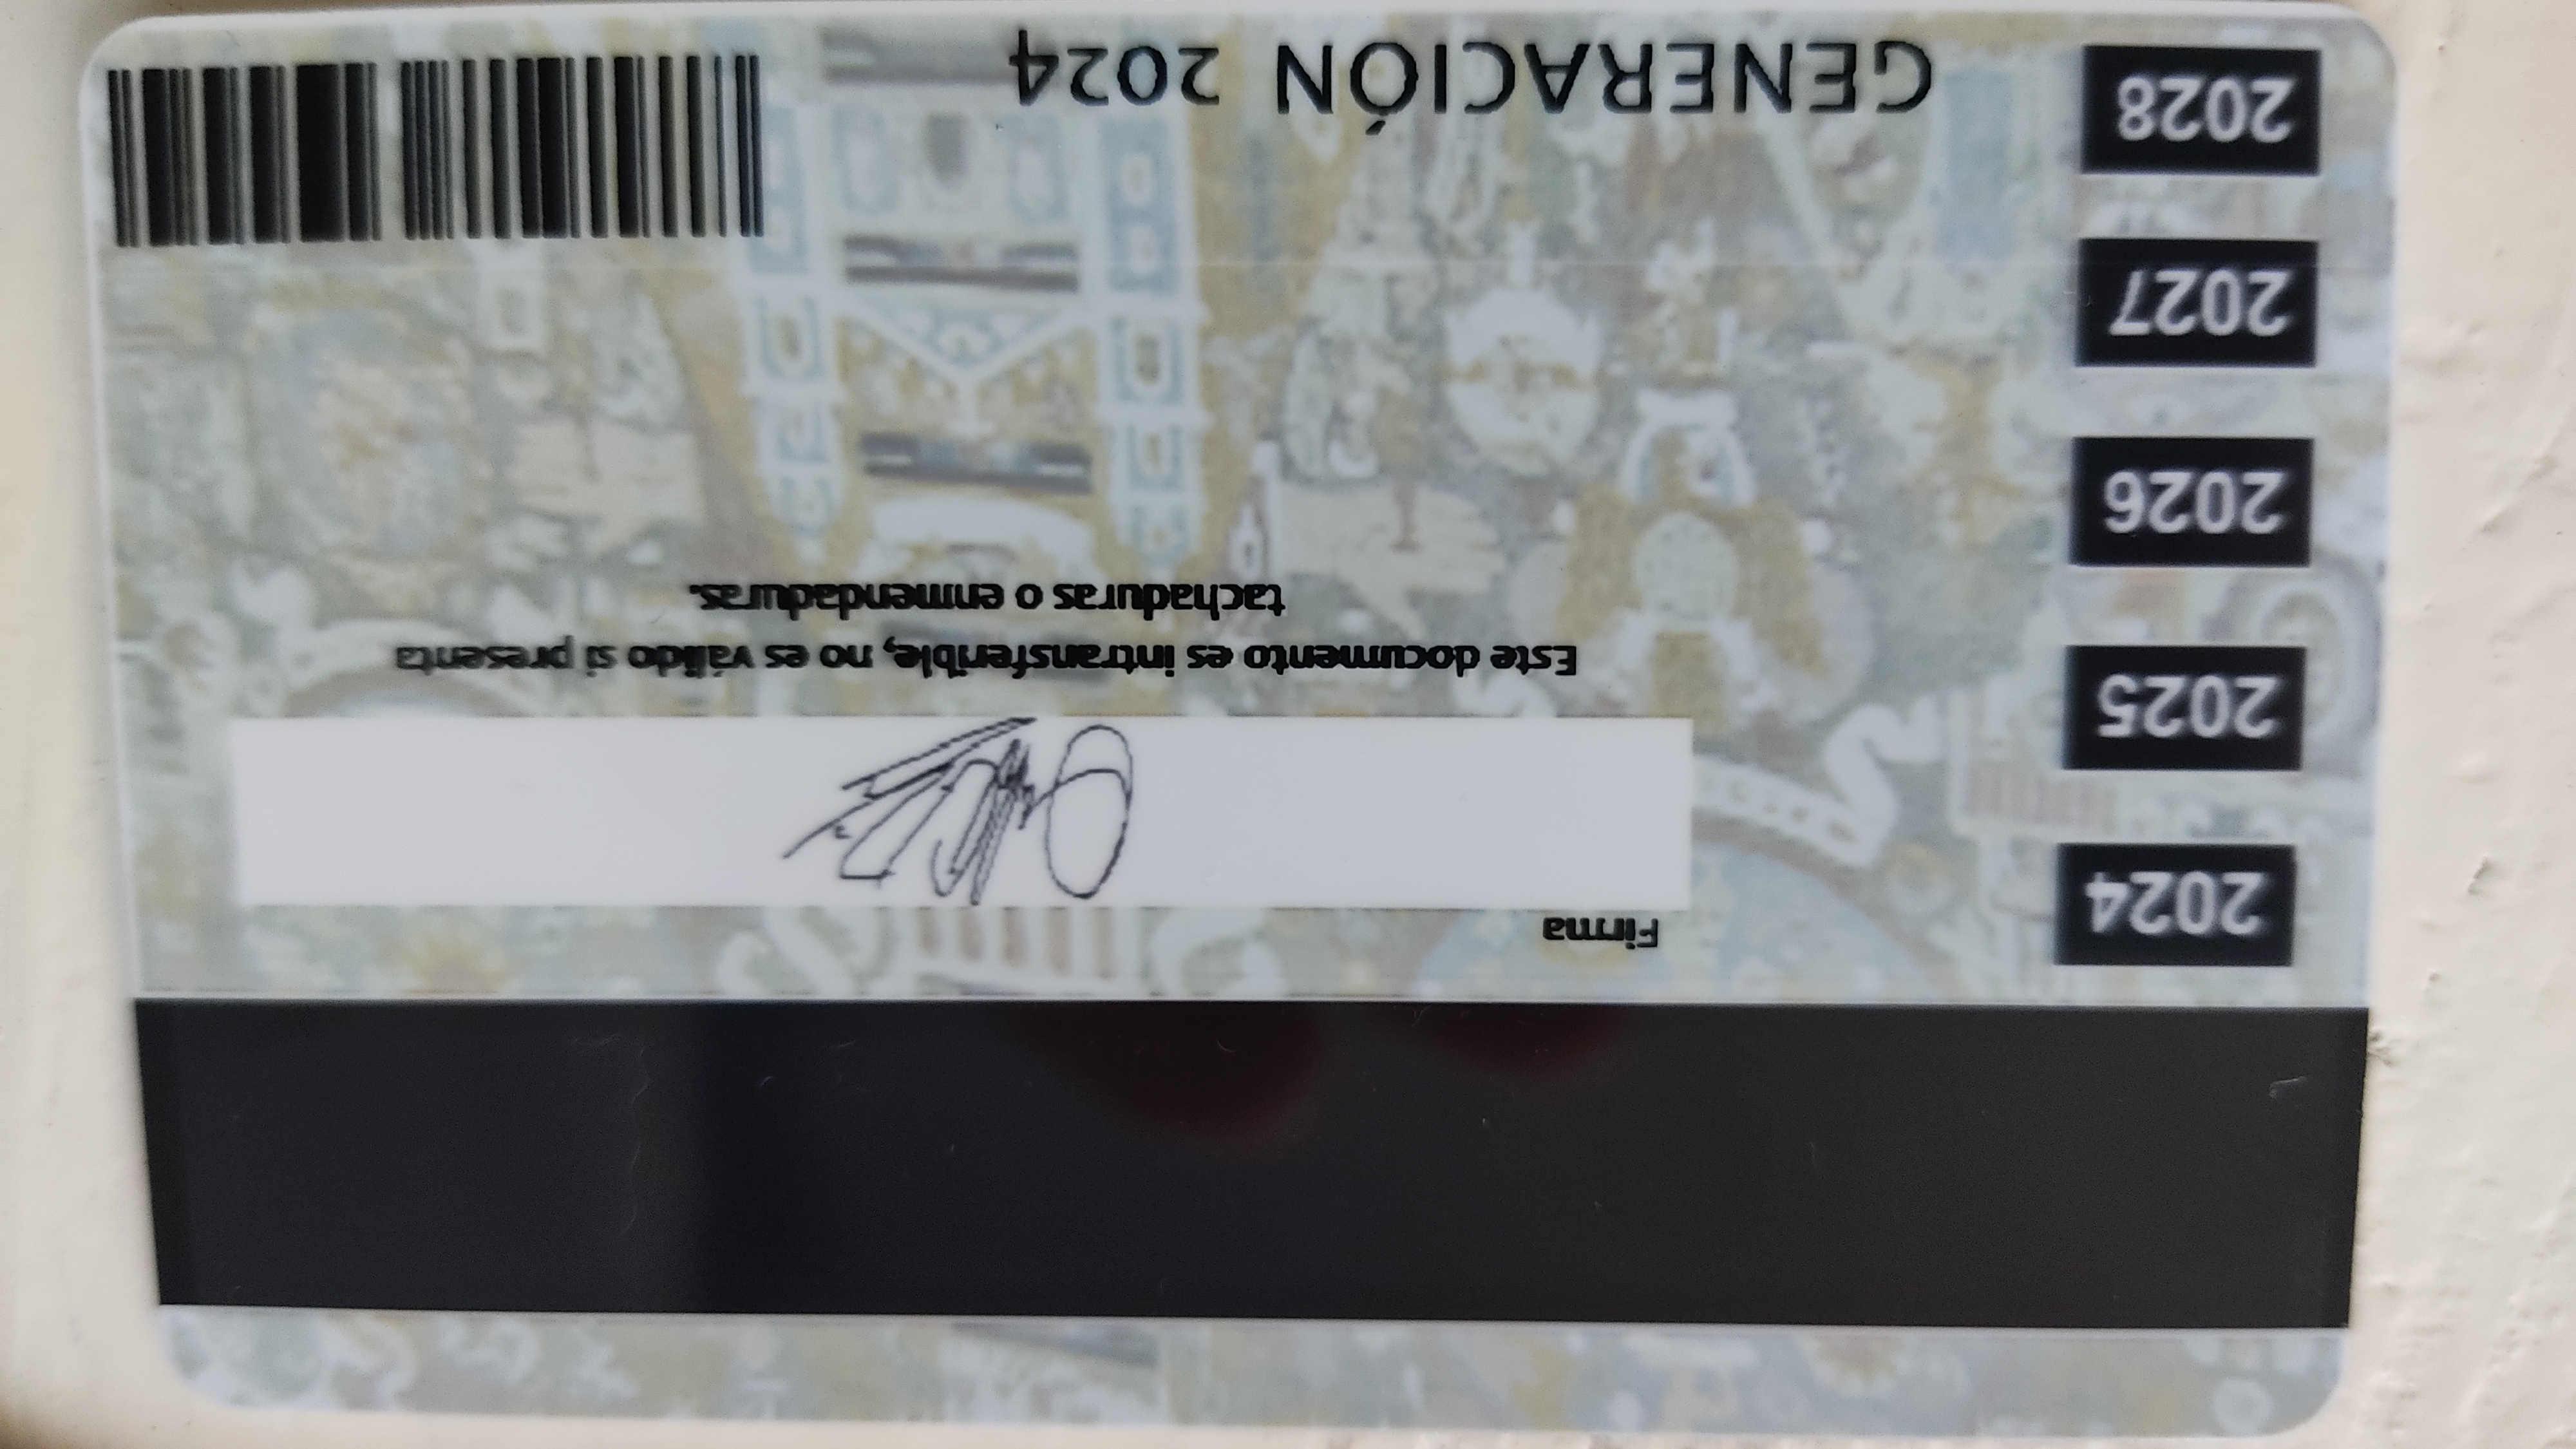 Firma
Este documento es intransferible, no es válido si presenta
tachaduras o enmendaduras.
GENERACIÓN 2024
2024
2025
2026
2027
2028